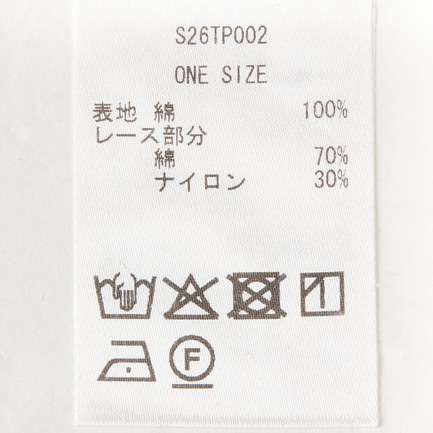 S26TP002
ONE SIZE
表地 綿 100%
レース部分
綿 70%
ナイロン 30%
F